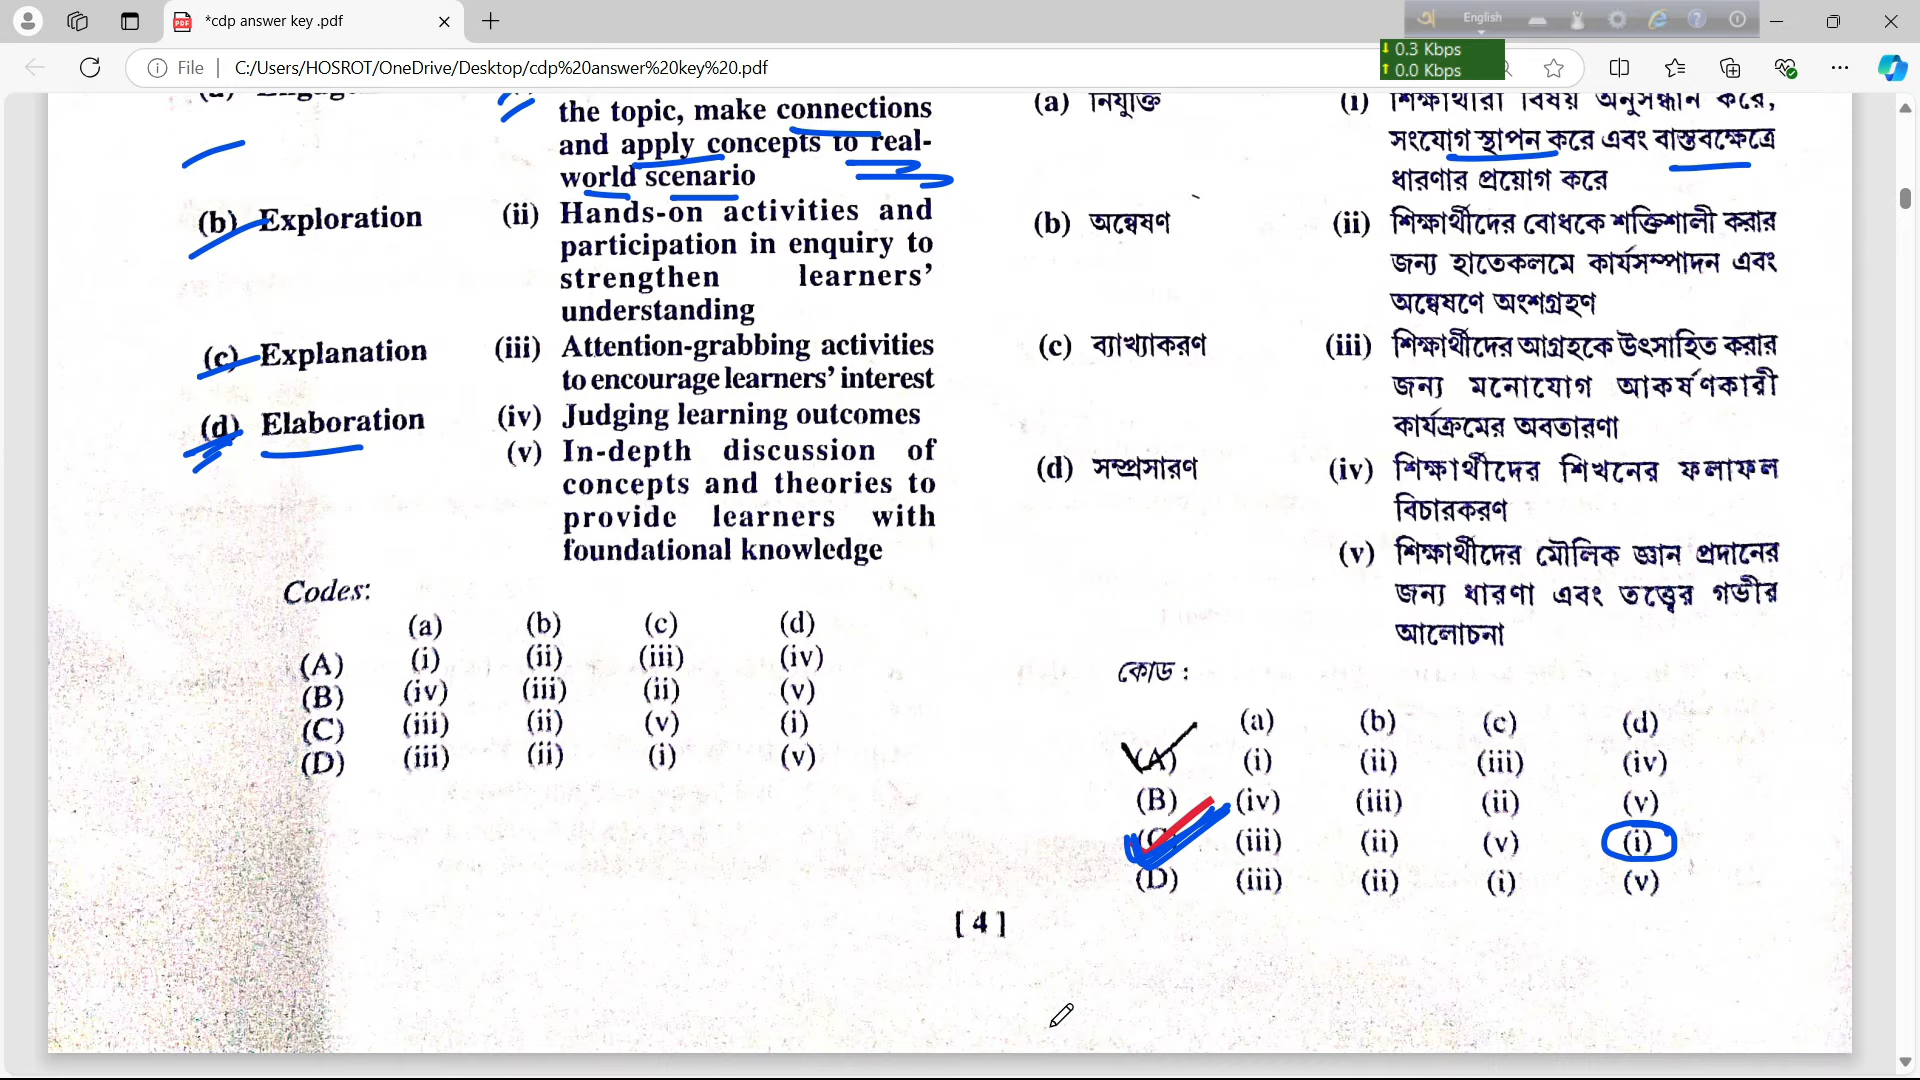 *cdp answer key .pdf
English
0.3 Kbps
0.0 Kbps
File
C:/Users/HOSROT/OneDrive/Desktop/cdp%20answer%20key%20.pdf
the topic, make connections
and apply concepts to real-
world scenario
(b) Exploration (ii) Hands-on activities and
participation in enquiry to
strengthen learners'
understanding
(c) Explanation (iii) Attention-grabbing activities
to encourage learners' interest
(d) Elaboration (iv) Judging learning outcomes
(v) In-depth discussion of
concepts and theories to
provide learners with
foundational knowledge
Codes:
(a) (b) (c) (d)
(A) (i) (ii) (iii) (iv)
(B) (iv) (iii) (ii) (v)
(C) (iii) (ii) (v) (i)
(D) (iii) (ii) (i) (v)
(a) নিযুক্তি (i) শিক্ষার্থীরা বিষয় অনুসন্ধান করে,
সংযোগ স্থাপন করে এবং বাস্তবক্ষেত্রে
ধারণার প্রয়োগ করে
(b) অন্বেষণ (ii) শিক্ষার্থীদের বোধকে শক্তিশালী করার
জন্য হাতেকলমে কার্যসম্পাদন এবং
অন্বেষণে অংশগ্রহণ
(c) ব্যাখ্যাকরণ (iii) শিক্ষার্থীদের আগ্রহকে উৎসাহিত করার
জন্য মনোযোগ আকর্ষণকারী
কার্যক্রমের অবতারণা
(d) সম্প্রসারণ (iv) শিক্ষার্থীদের শিখনের ফলাফল
বিচারকরণ
(v) শিক্ষার্থীদের মৌলিক জ্ঞান প্রদানের
জন্য ধারণা এবং তত্ত্বের গভীর
আলোচনা
কোড :
(a) (b) (c) (d)
(A) (i) (ii) (iii) (iv)
(B) (iv) (iii) (ii) (v)
(C) (iii) (ii) (v) (i)
(D) (iii) (ii) (i) (v)
[ 4 ]